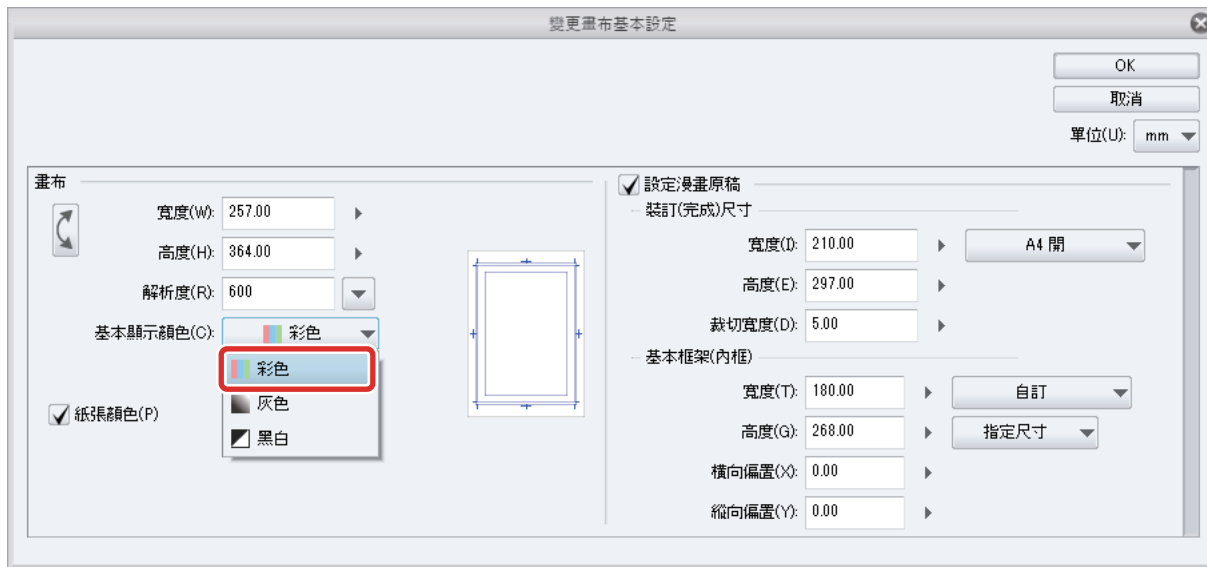 變更畫布基本設定
OK
取消
單位(U): mm
畫布
寬度(W): 257.00
高度(H): 364.00
解析度(R): 600
基本顯示顏色(C): 彩色
彩色
灰色
黑白
紙張顏色(P)
設定漫畫原稿
裝訂(完成)尺寸
寬度(I): 210.00 A4 開
高度(E): 297.00
裁切寬度(D): 5.00
基本框架(內框)
寬度(T): 180.00 自訂
高度(G): 268.00 指定尺寸
橫向偏置(X): 0.00
縱向偏置(Y): 0.00